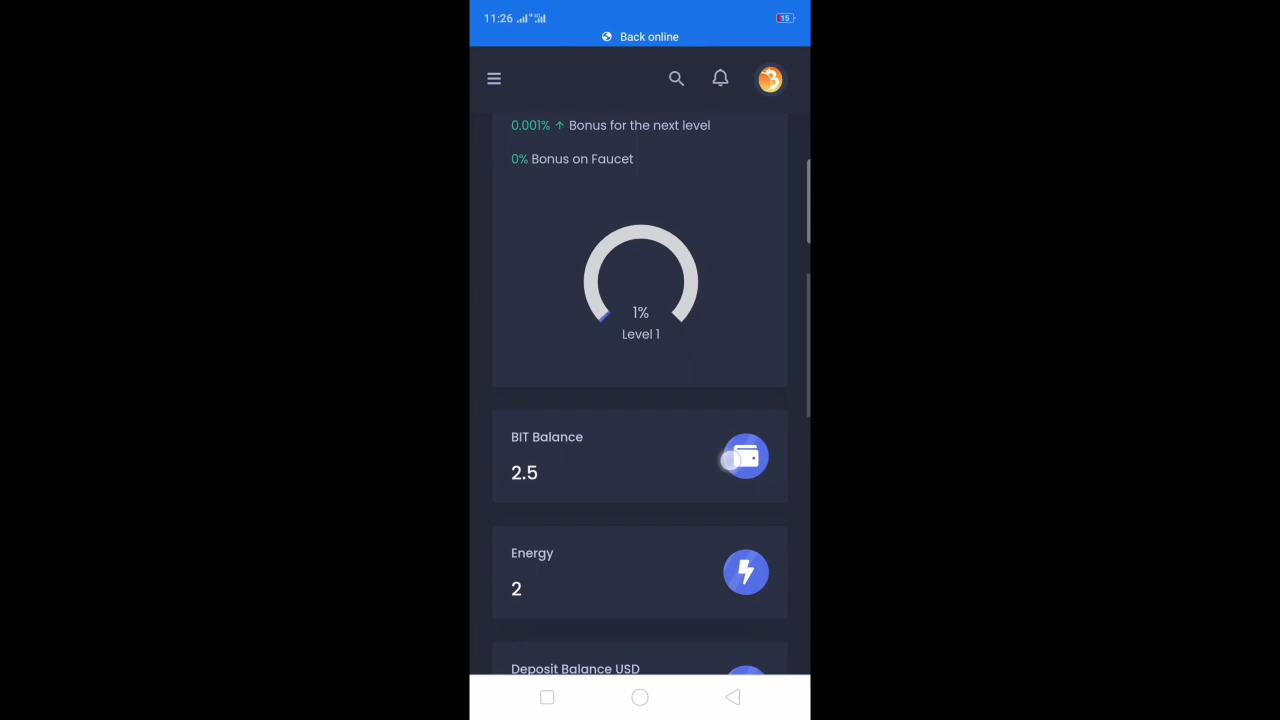 11:26
15
Back online
0.001% ↑ Bonus for the next level
0% Bonus on Faucet
1%
Level 1
BIT Balance
2.5
Energy
2
Deposit Balance USD